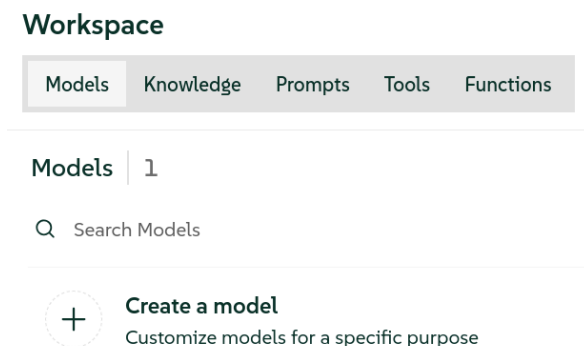 Workspace
Models Knowledge Prompts Tools Functions
Models 1
Search Models
Create a model
Customize models for a specific purpose